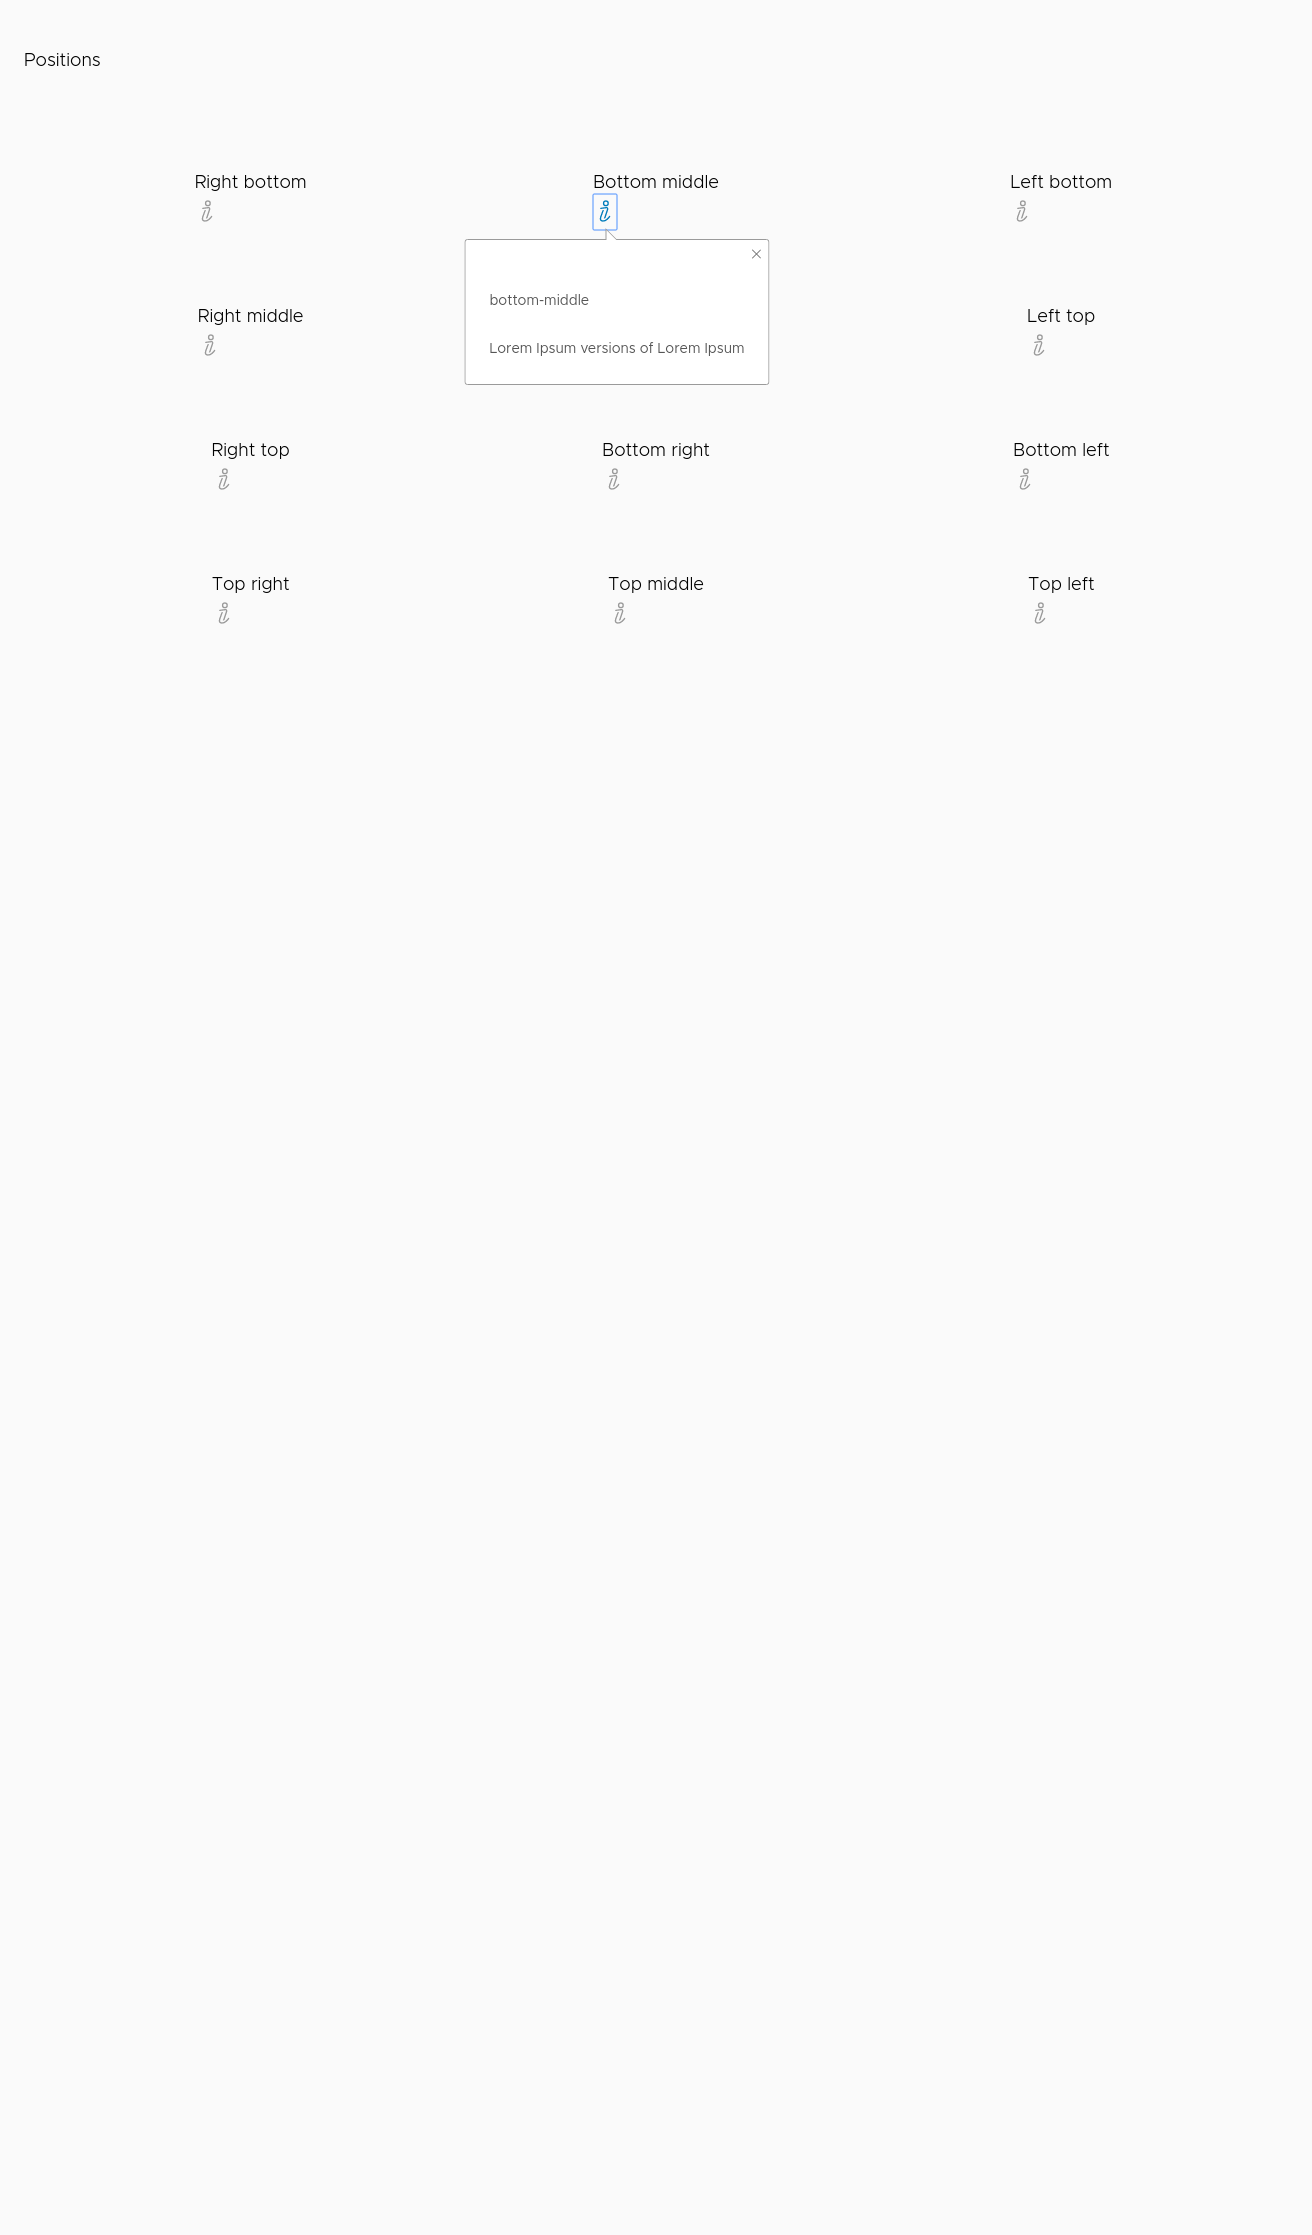 Positions
Right bottom
Bottom middle
Left bottom
bottom-middle
Lorem Ipsum versions of Lorem Ipsum
Right middle
Left top
Right top
Bottom right
Bottom left
Top right
Top middle
Top left